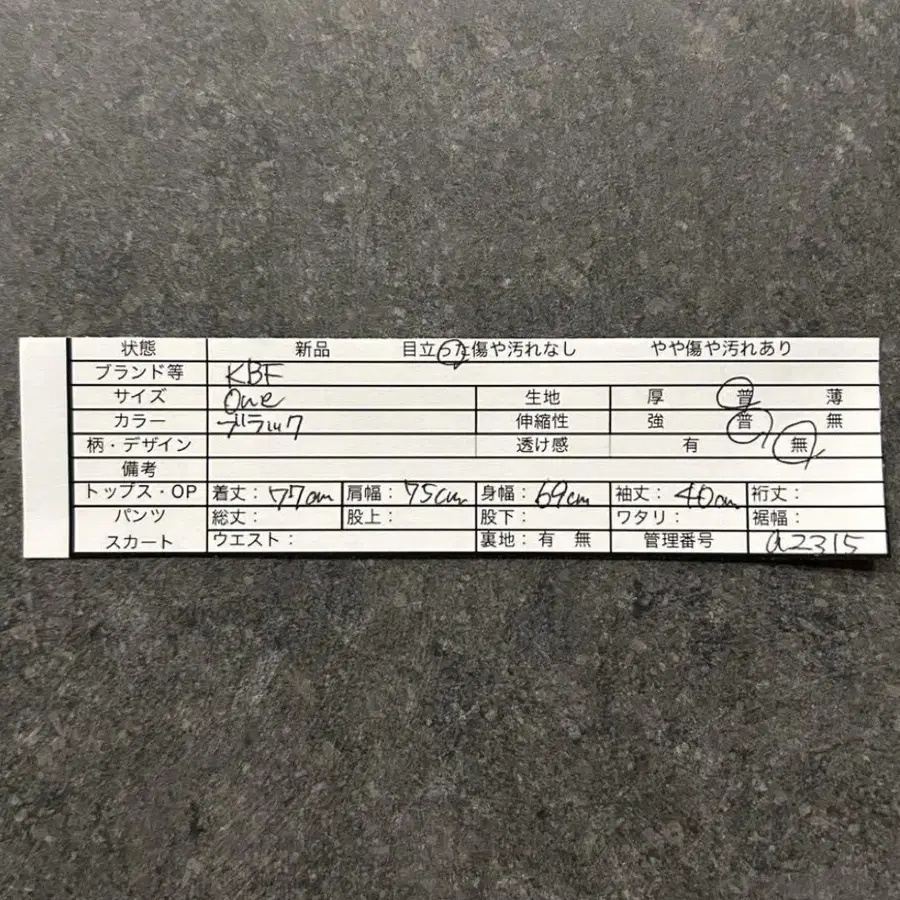 状態 新品 目立った傷や汚れなし やや傷や汚れあり
ブランド等 KBF
サイズ One 生地 厚 普 薄
カラー ブラック 伸縮性 強 普 無
柄・デザイン 透け感 有 無
備考
トップス・OP 着丈：77cm 肩幅：75cm 身幅：69cm 袖丈：40cm 裄丈：
パンツ 総丈： 股上： 股下： ワタリ： 裾幅：
スカート ウエスト： 裏地：有 無 管理番号 a2315